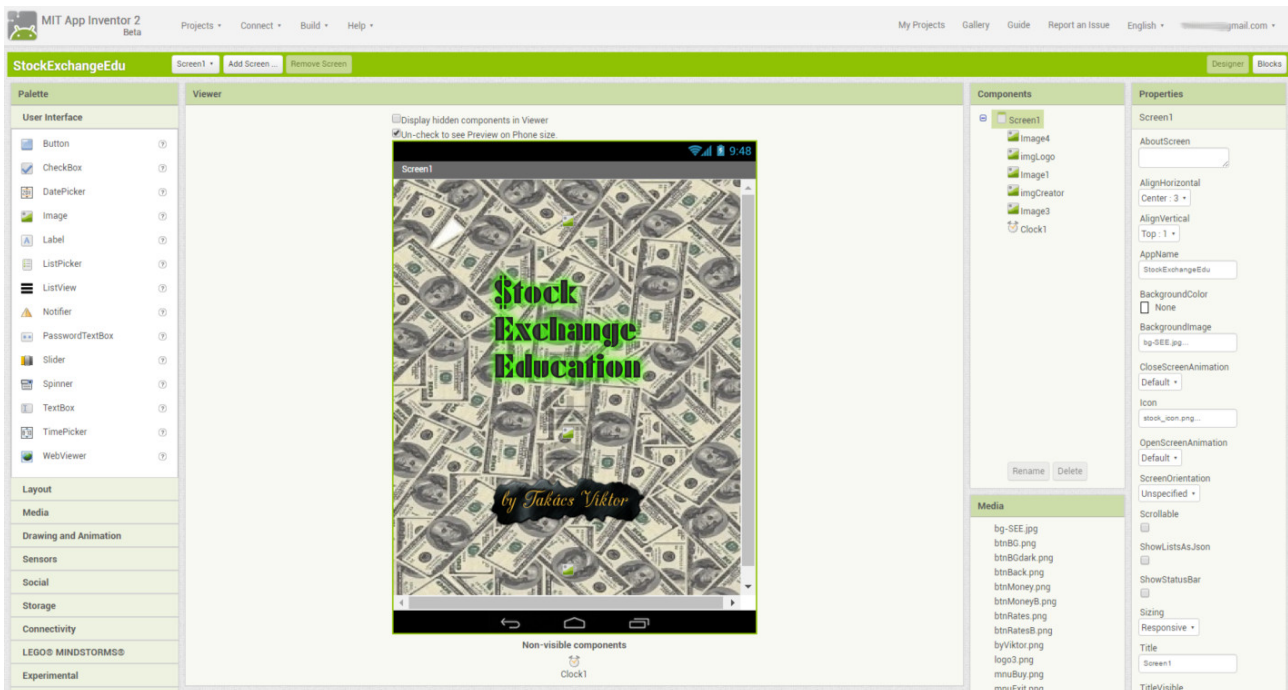 MIT App Inventor 2
Beta
Projects Connect Build Help My Projects Gallery Guide Report an Issue English gmail.com
StockExchangeEdu Screen1 Add Screen ... Remove Screen Designer Blocks
Palette
User Interface
Button
CheckBox
DatePicker
Image
Label
ListPicker
ListView
Notifier
PasswordTextBox
Slider
Spinner
TextBox
TimePicker
WebViewer
Layout
Media
Drawing and Animation
Sensors
Social
Storage
Connectivity
LEGO® MINDSTORMS®
Experimental
Viewer
Display hidden components in Viewer
Un-check to see Preview on Phone size.
9:48
Screen1
$tock
Exchange
Education
by Takács Viktor
Non-visible components
Clock1
Components
Screen1
Image4
imgLogo
Image1
imgCreator
Image3
Clock1
Rename Delete
Media
bg-SEE.jpg
btnBG.png
btnBGdark.png
btnBack.png
btnMoney.png
btnMoneyB.png
btnRates.png
btnRatesB.png
byViktor.png
logo3.png
mnuBuy.png
mnuExit.png
Properties
Screen1
AboutScreen
AlignHorizontal
Center : 3
AlignVertical
Top : 1
AppName
StockExchangeEdu
BackgroundColor
None
BackgroundImage
bg-SEE.jpg...
CloseScreenAnimation
Default
Icon
stock_icon.png...
OpenScreenAnimation
Default
ScreenOrientation
Unspecified
Scrollable
ShowListsAsJson
ShowStatusBar
Sizing
Responsive
Title
Screen1
TitleVisible